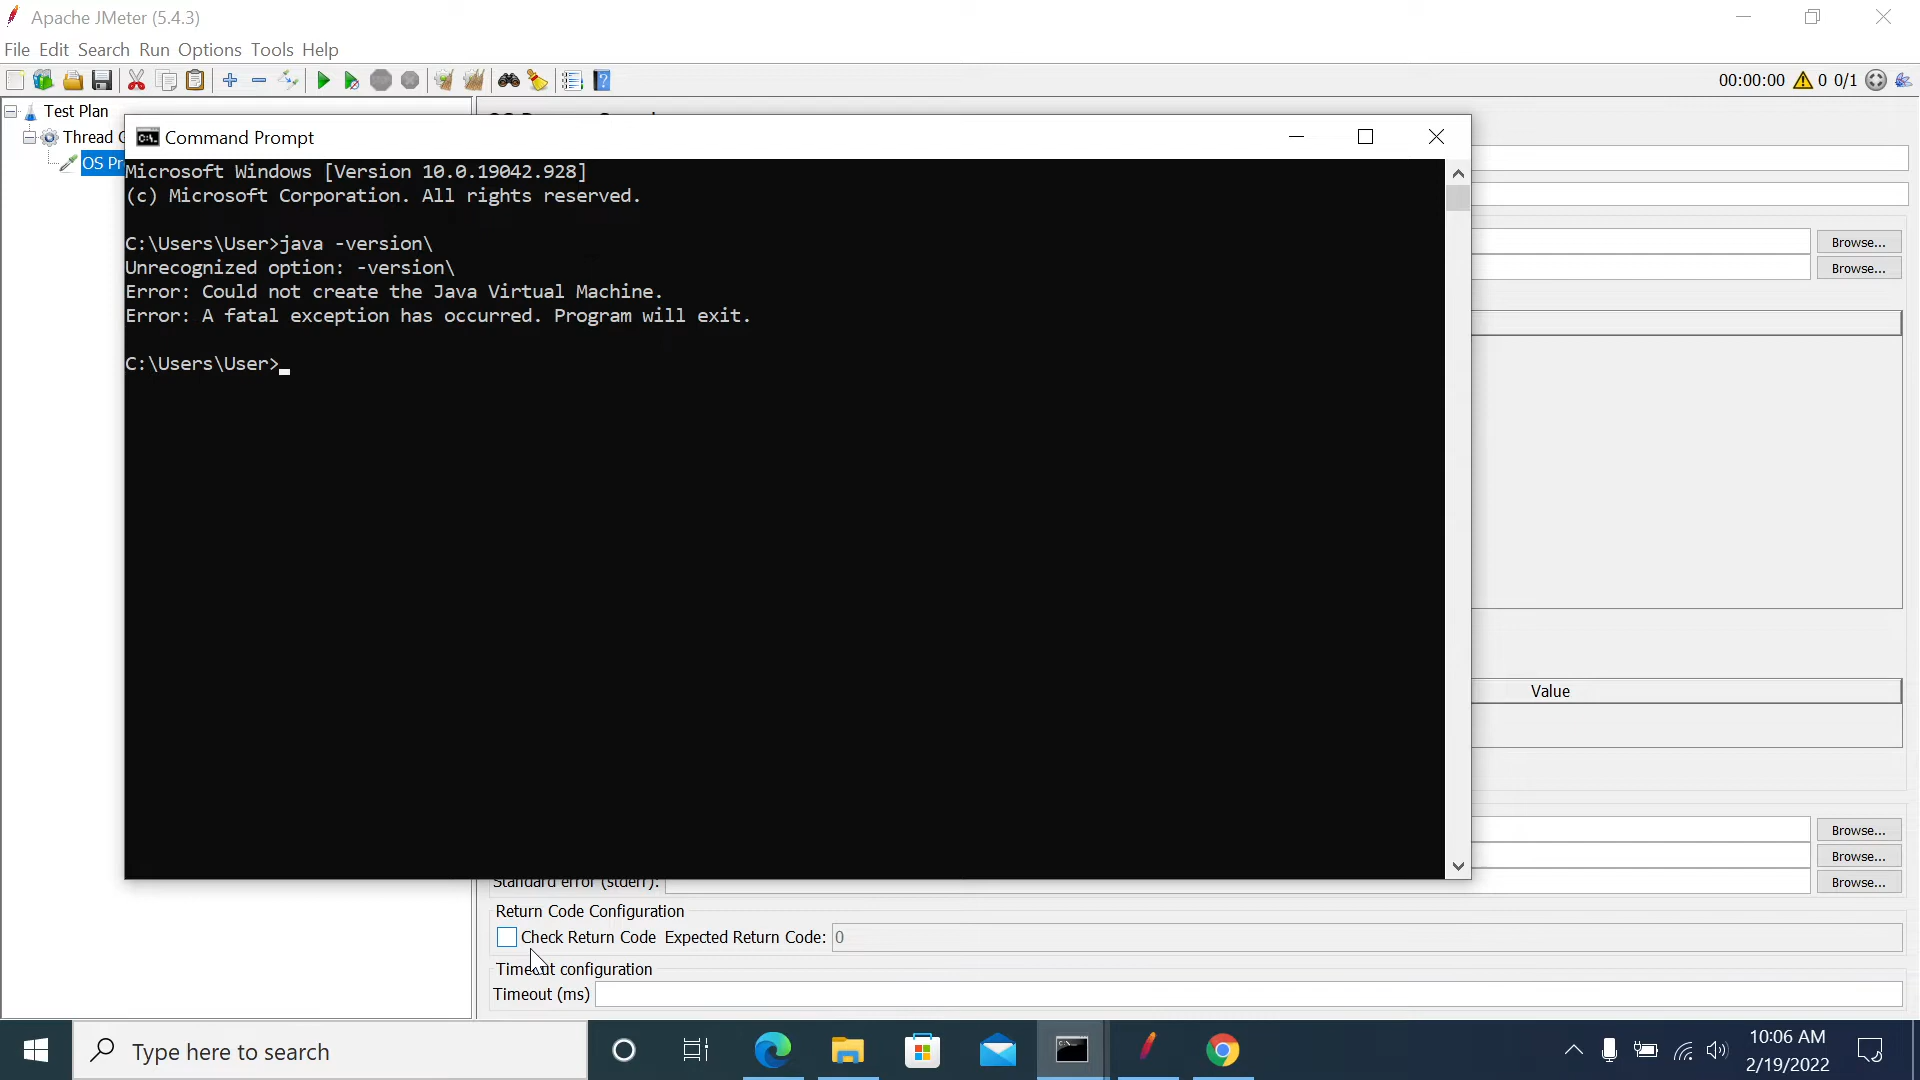 Apache JMeter (5.4.3)
File Edit Search Run Options Tools Help
00:00:00 0 0/1
Test Plan
Thread
OS Pr
Command Prompt
Microsoft Windows [Version 10.0.19042.928]
(c) Microsoft Corporation. All rights reserved.
C:\Users\User>java -version\
Unrecognized option: -version\
Error: Could not create the Java Virtual Machine.
Error: A fatal exception has occurred. Program will exit.
C:\Users\User>
Browse...
Browse...
Value
Browse...
Browse...
Standard error (stderr):
Browse...
Return Code Configuration
Check Return Code Expected Return Code: 0
Timeout configuration
Timeout (ms)
Type here to search
10:06 AM
2/19/2022